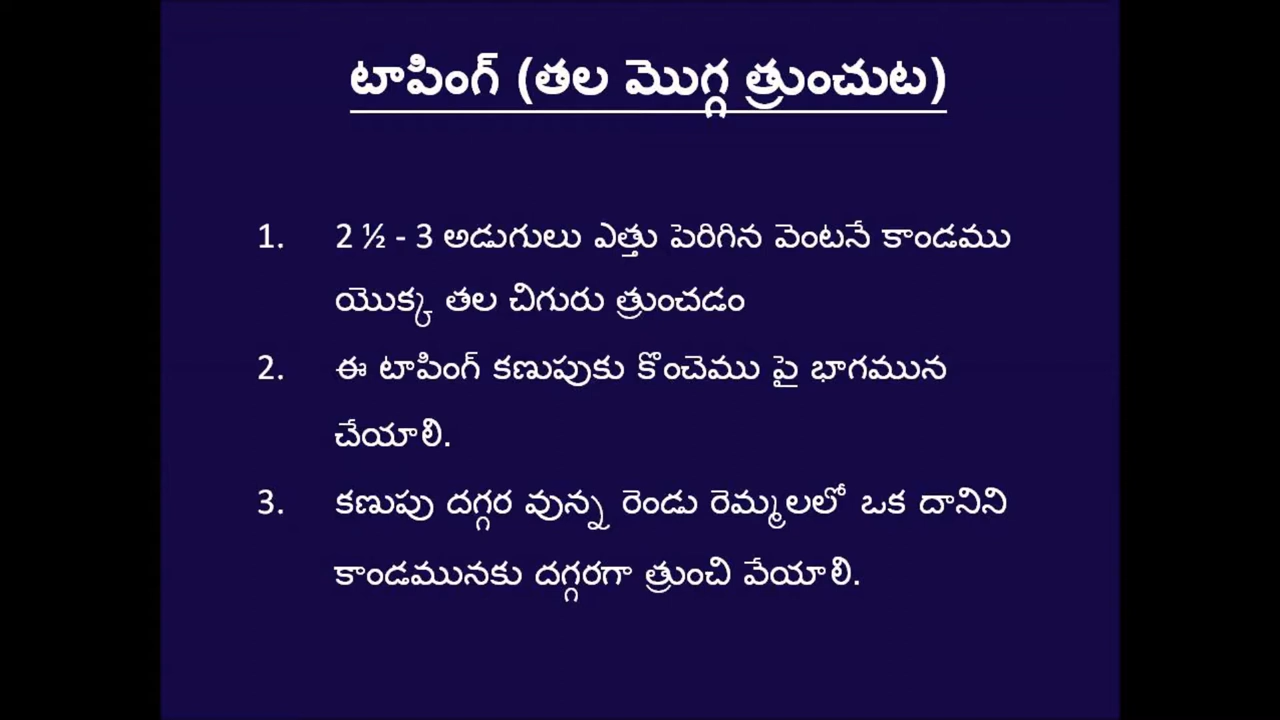 టాపింగ్ (తల మొగ్గ త్రుంచుట)
1. 2 ½ - 3 అడుగులు ఎత్తు పెరిగిన వెంటనే కాండము
యొక్క తల చిగురు త్రుంచడం
2. ఈ టాపింగ్ కణుపుకు కొంచెము పై భాగమున
చేయాలి.
3. కణుపు దగ్గర వున్న రెండు రెమ్మలలో ఒక దానిని
కాండమునకు దగ్గరగా త్రుంచి వేయాలి.